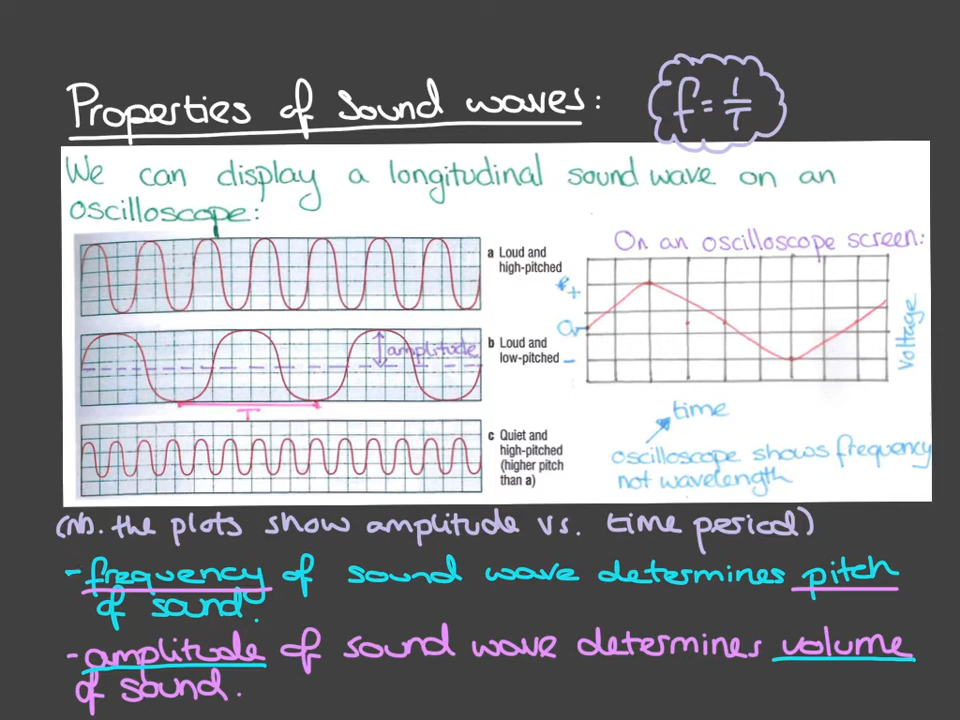 Properties of sound waves:
f = 1/T
We can display a longitudinal sound wave on an
oscilloscope:
a Loud and
high-pitched
b Loud and
low-pitched
amplitude
T
c Quiet and
high-pitched
(higher pitch
than a)
On an oscilloscope screen:
+
0
-
voltage
time
oscilloscope shows frequency
not wavelength
(nb. the plots show amplitude vs. time period)
- frequency of sound wave determines pitch
of sound.
- amplitude of sound wave determines volume
of sound.